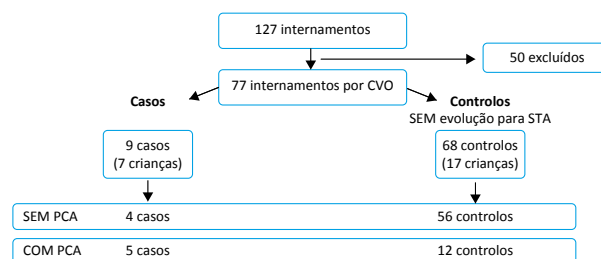 127 internamentos
50 excluídos
77 internamentos por CVO
Casos
Controlos
SEM evolução para STA
9 casos
(7 crianças)
68 controlos
(17 crianças)
SEM PCA 4 casos 56 controlos
COM PCA 5 casos 12 controlos